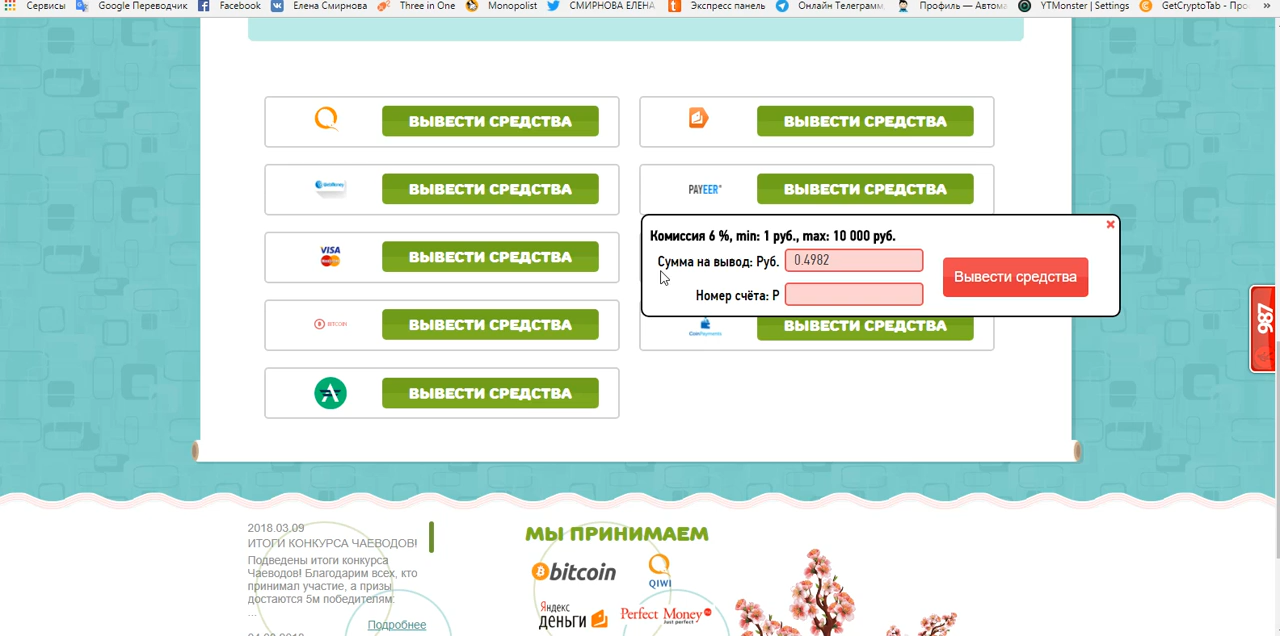 Сервисы Google Переводчик Facebook Елена Смирнова Three in One Monopolist СМИРНОВА ЕЛЕНА Экспресс панель Онлайн Телеграмм, Профиль — Автома YTMonster | Settings GetCryptoTab - Про »
ВЫВЕСТИ СРЕДСТВА ВЫВЕСТИ СРЕДСТВА
WebMoney ВЫВЕСТИ СРЕДСТВА PAYEER ВЫВЕСТИ СРЕДСТВА
Комиссия 6 %, min: 1 руб., max: 10 000 руб.
VISA ВЫВЕСТИ СРЕДСТВА Сумма на вывод: Руб. 0.4982 Вывести средства
Номер счёта: P
BITCOIN ВЫВЕСТИ СРЕДСТВА CoinPayments ВЫВЕСТИ СРЕДСТВА
987
ВЫВЕСТИ СРЕДСТВА
2018.03.09
ИТОГИ КОНКУРСА ЧАЕВОДОВ!
Подведены итоги конкурса
Чаеводов! Благодарим всех, кто
принимал участие, а призы
достаются 5м победителям:
...
Подробнее
МЫ ПРИНИМАЕМ
bitcoin QIWI
Яндекс
деньги Perfect Money
Just perfect